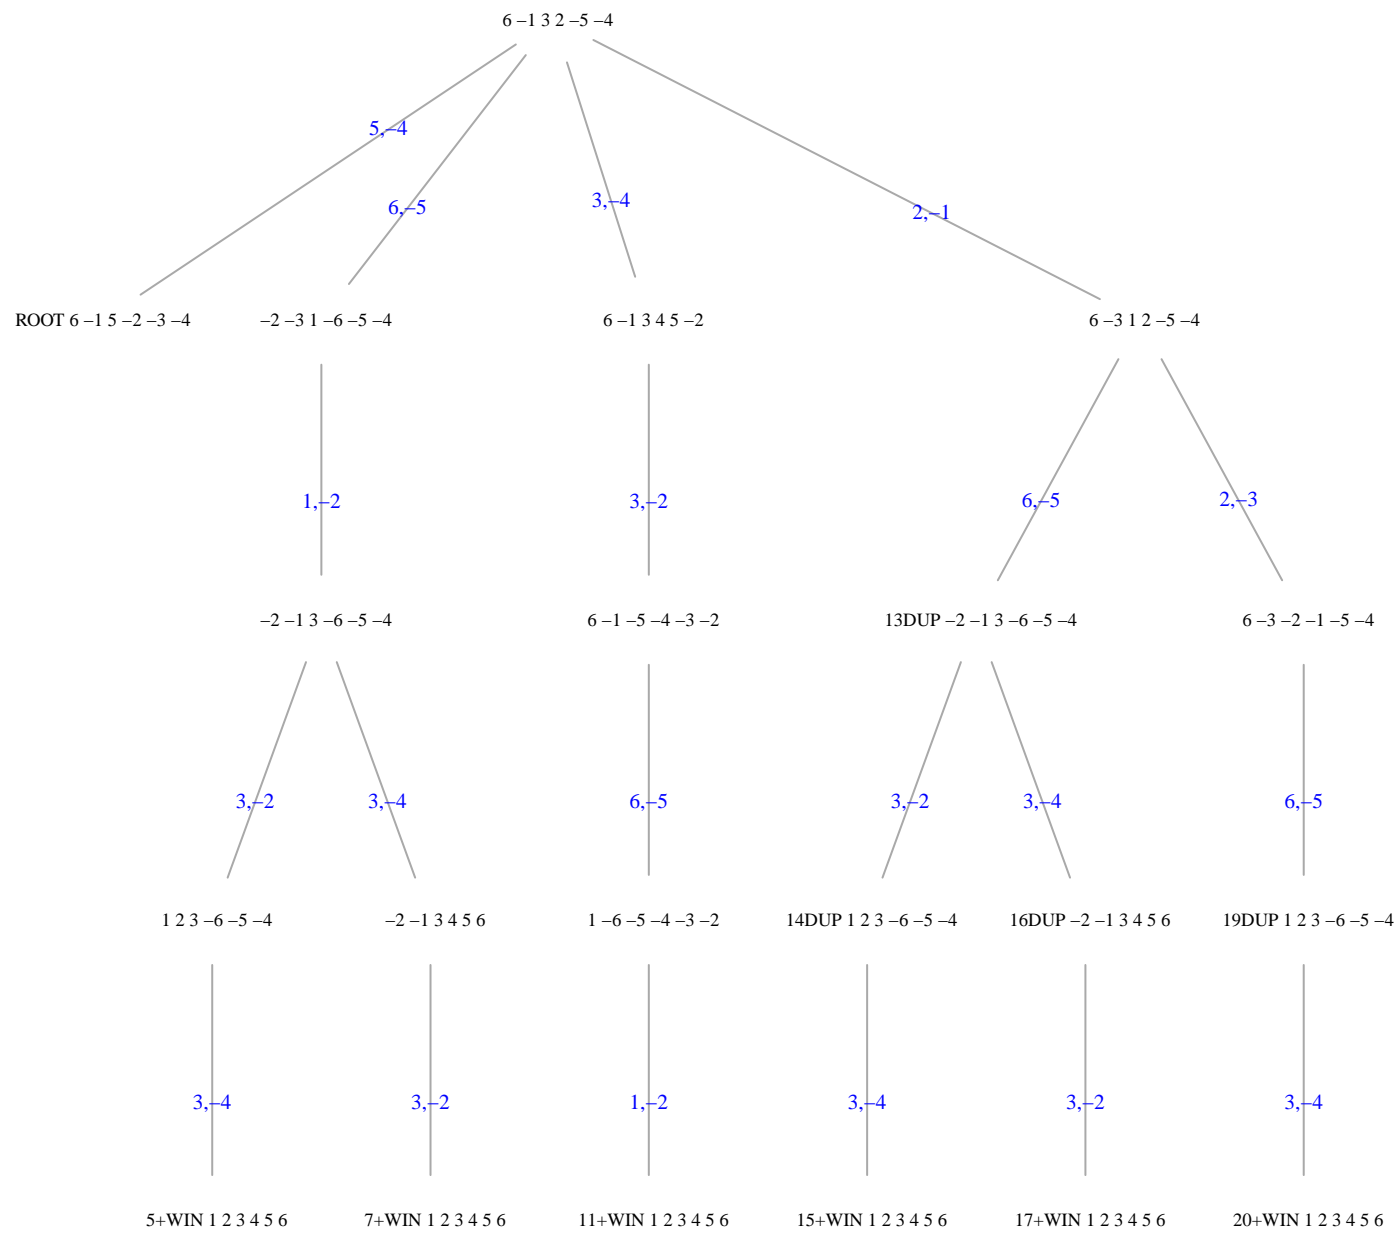 6 –1 3 2 –5 –4
5,–4
6,–5
3,–4
2,–1
ROOT 6 –1 5 –2 –3 –4
–2 –3 1 –6 –5 –4
6 –1 3 4 5 –2
6 –3 1 2 –5 –4
1,–2
3,–2
6,–5
2,–3
–2 –1 3 –6 –5 –4
6 –1 –5 –4 –3 –2
13DUP –2 –1 3 –6 –5 –4
6 –3 –2 –1 –5 –4
3,–2
3,–4
6,–5
3,–2
3,–4
6,–5
1 2 3 –6 –5 –4
–2 –1 3 4 5 6
1 –6 –5 –4 –3 –2
14DUP 1 2 3 –6 –5 –4
16DUP –2 –1 3 4 5 6
19DUP 1 2 3 –6 –5 –4
3,–4
3,–2
1,–2
3,–4
3,–2
3,–4
5+WIN 1 2 3 4 5 6
7+WIN 1 2 3 4 5 6
11+WIN 1 2 3 4 5 6
15+WIN 1 2 3 4 5 6
17+WIN 1 2 3 4 5 6
20+WIN 1 2 3 4 5 6